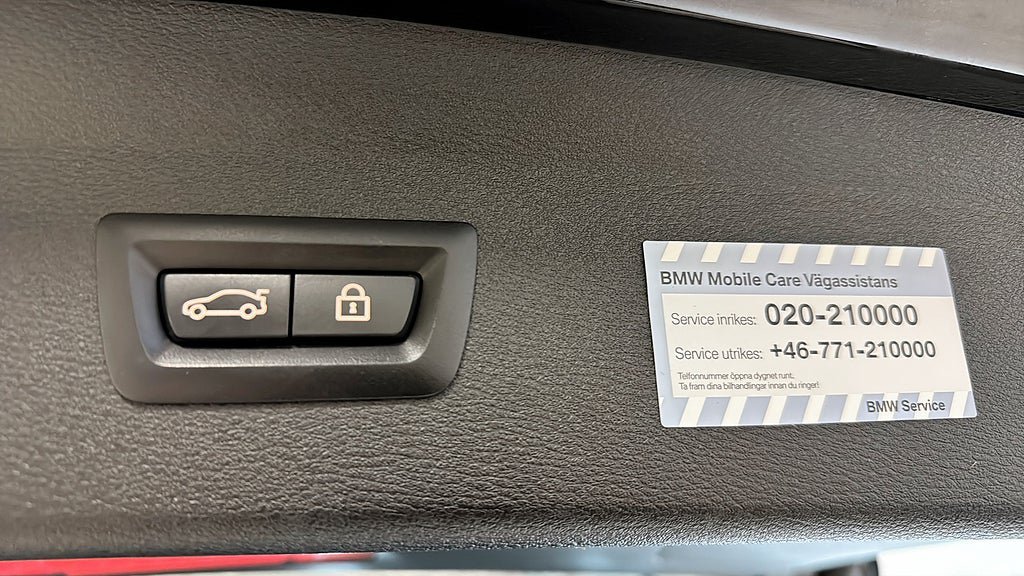 BMW Mobile Care Vägassistans
Service inrikes: 020-210000
Service utrikes: +46-771-210000
Telfonnummer öppna dygnet runt.
Ta fram dina bilhandlingar innan du ringer!
BMW Service